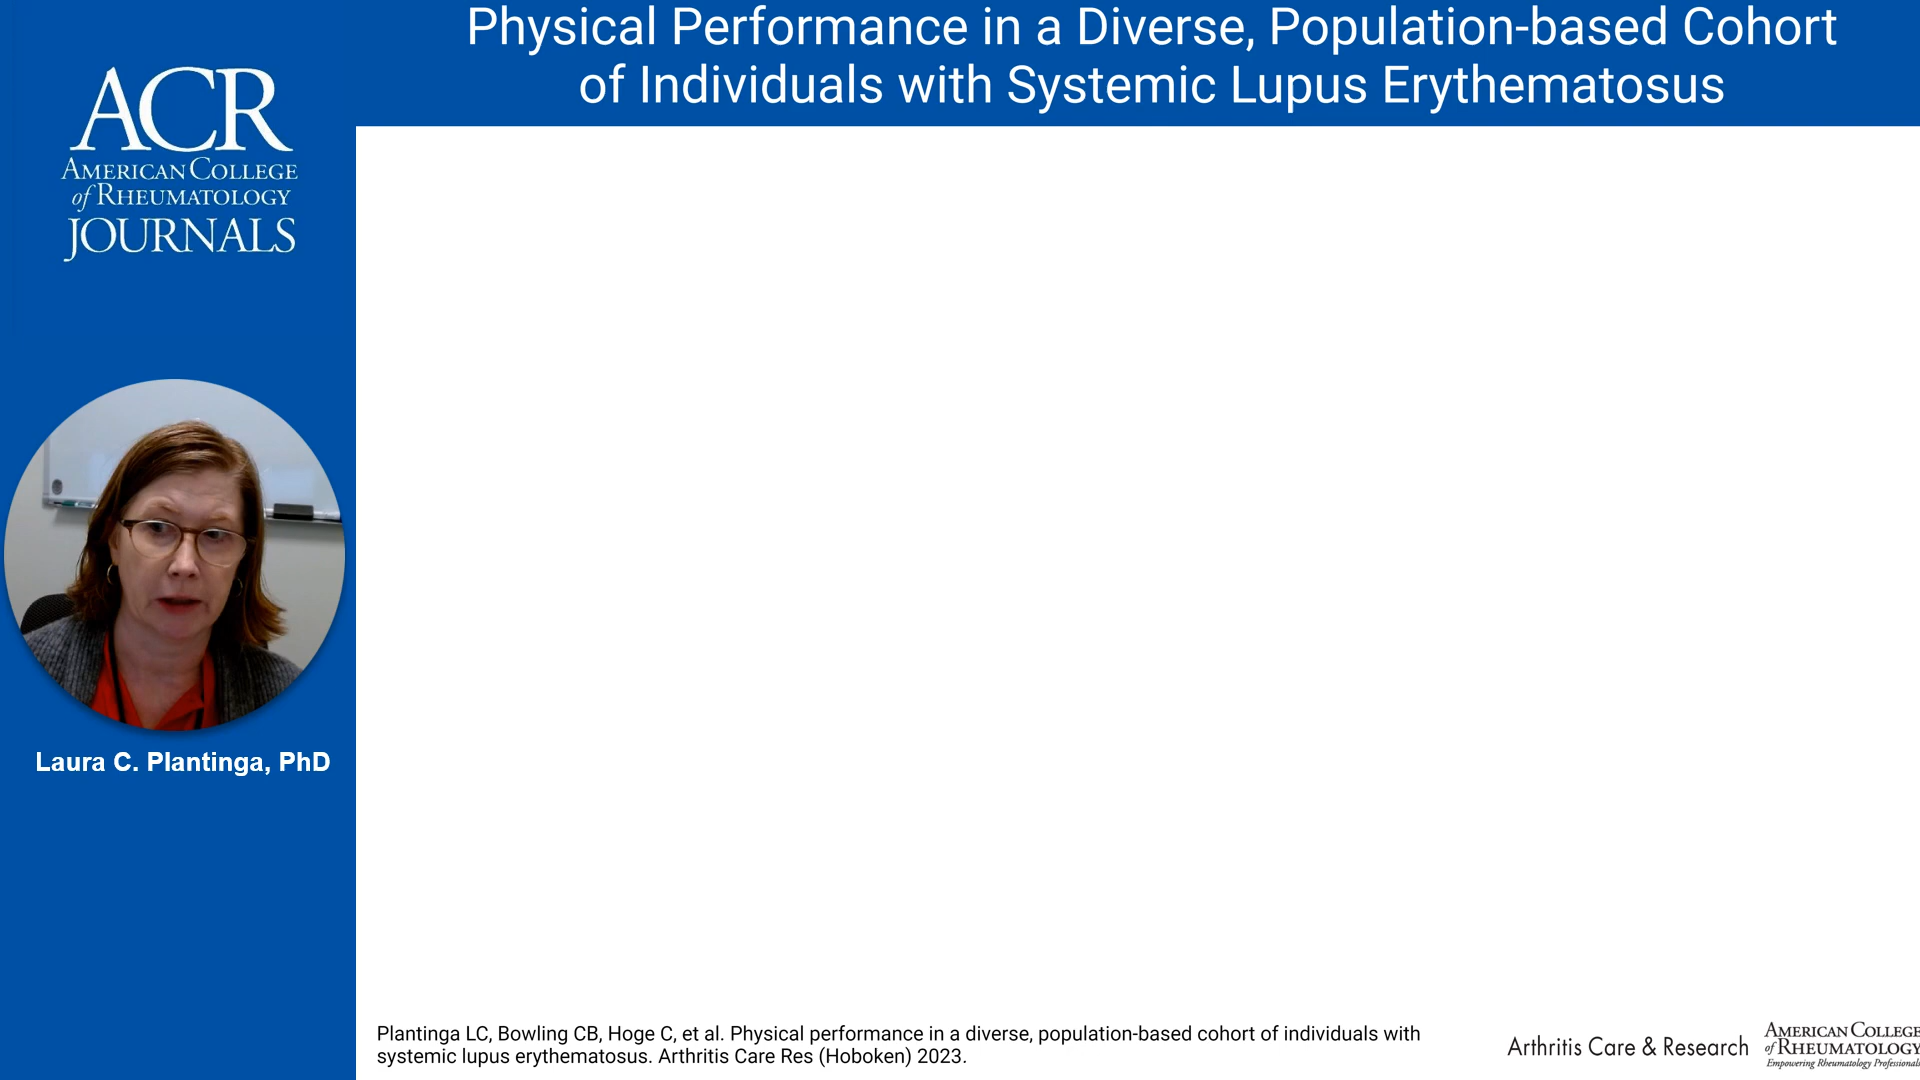 Physical Performance in a Diverse, Population-based Cohort
of Individuals with Systemic Lupus Erythematosus
ACR
AMERICAN COLLEGE
of RHEUMATOLOGY
JOURNALS
Laura C. Plantinga, PhD
Plantinga LC, Bowling CB, Hoge C, et al. Physical performance in a diverse, population-based cohort of individuals with
systemic lupus erythematosus. Arthritis Care Res (Hoboken) 2023.
Arthritis Care & Research
AMERICAN COLLEGE
of RHEUMATOLOGY
Empowering Rheumatology Professionals